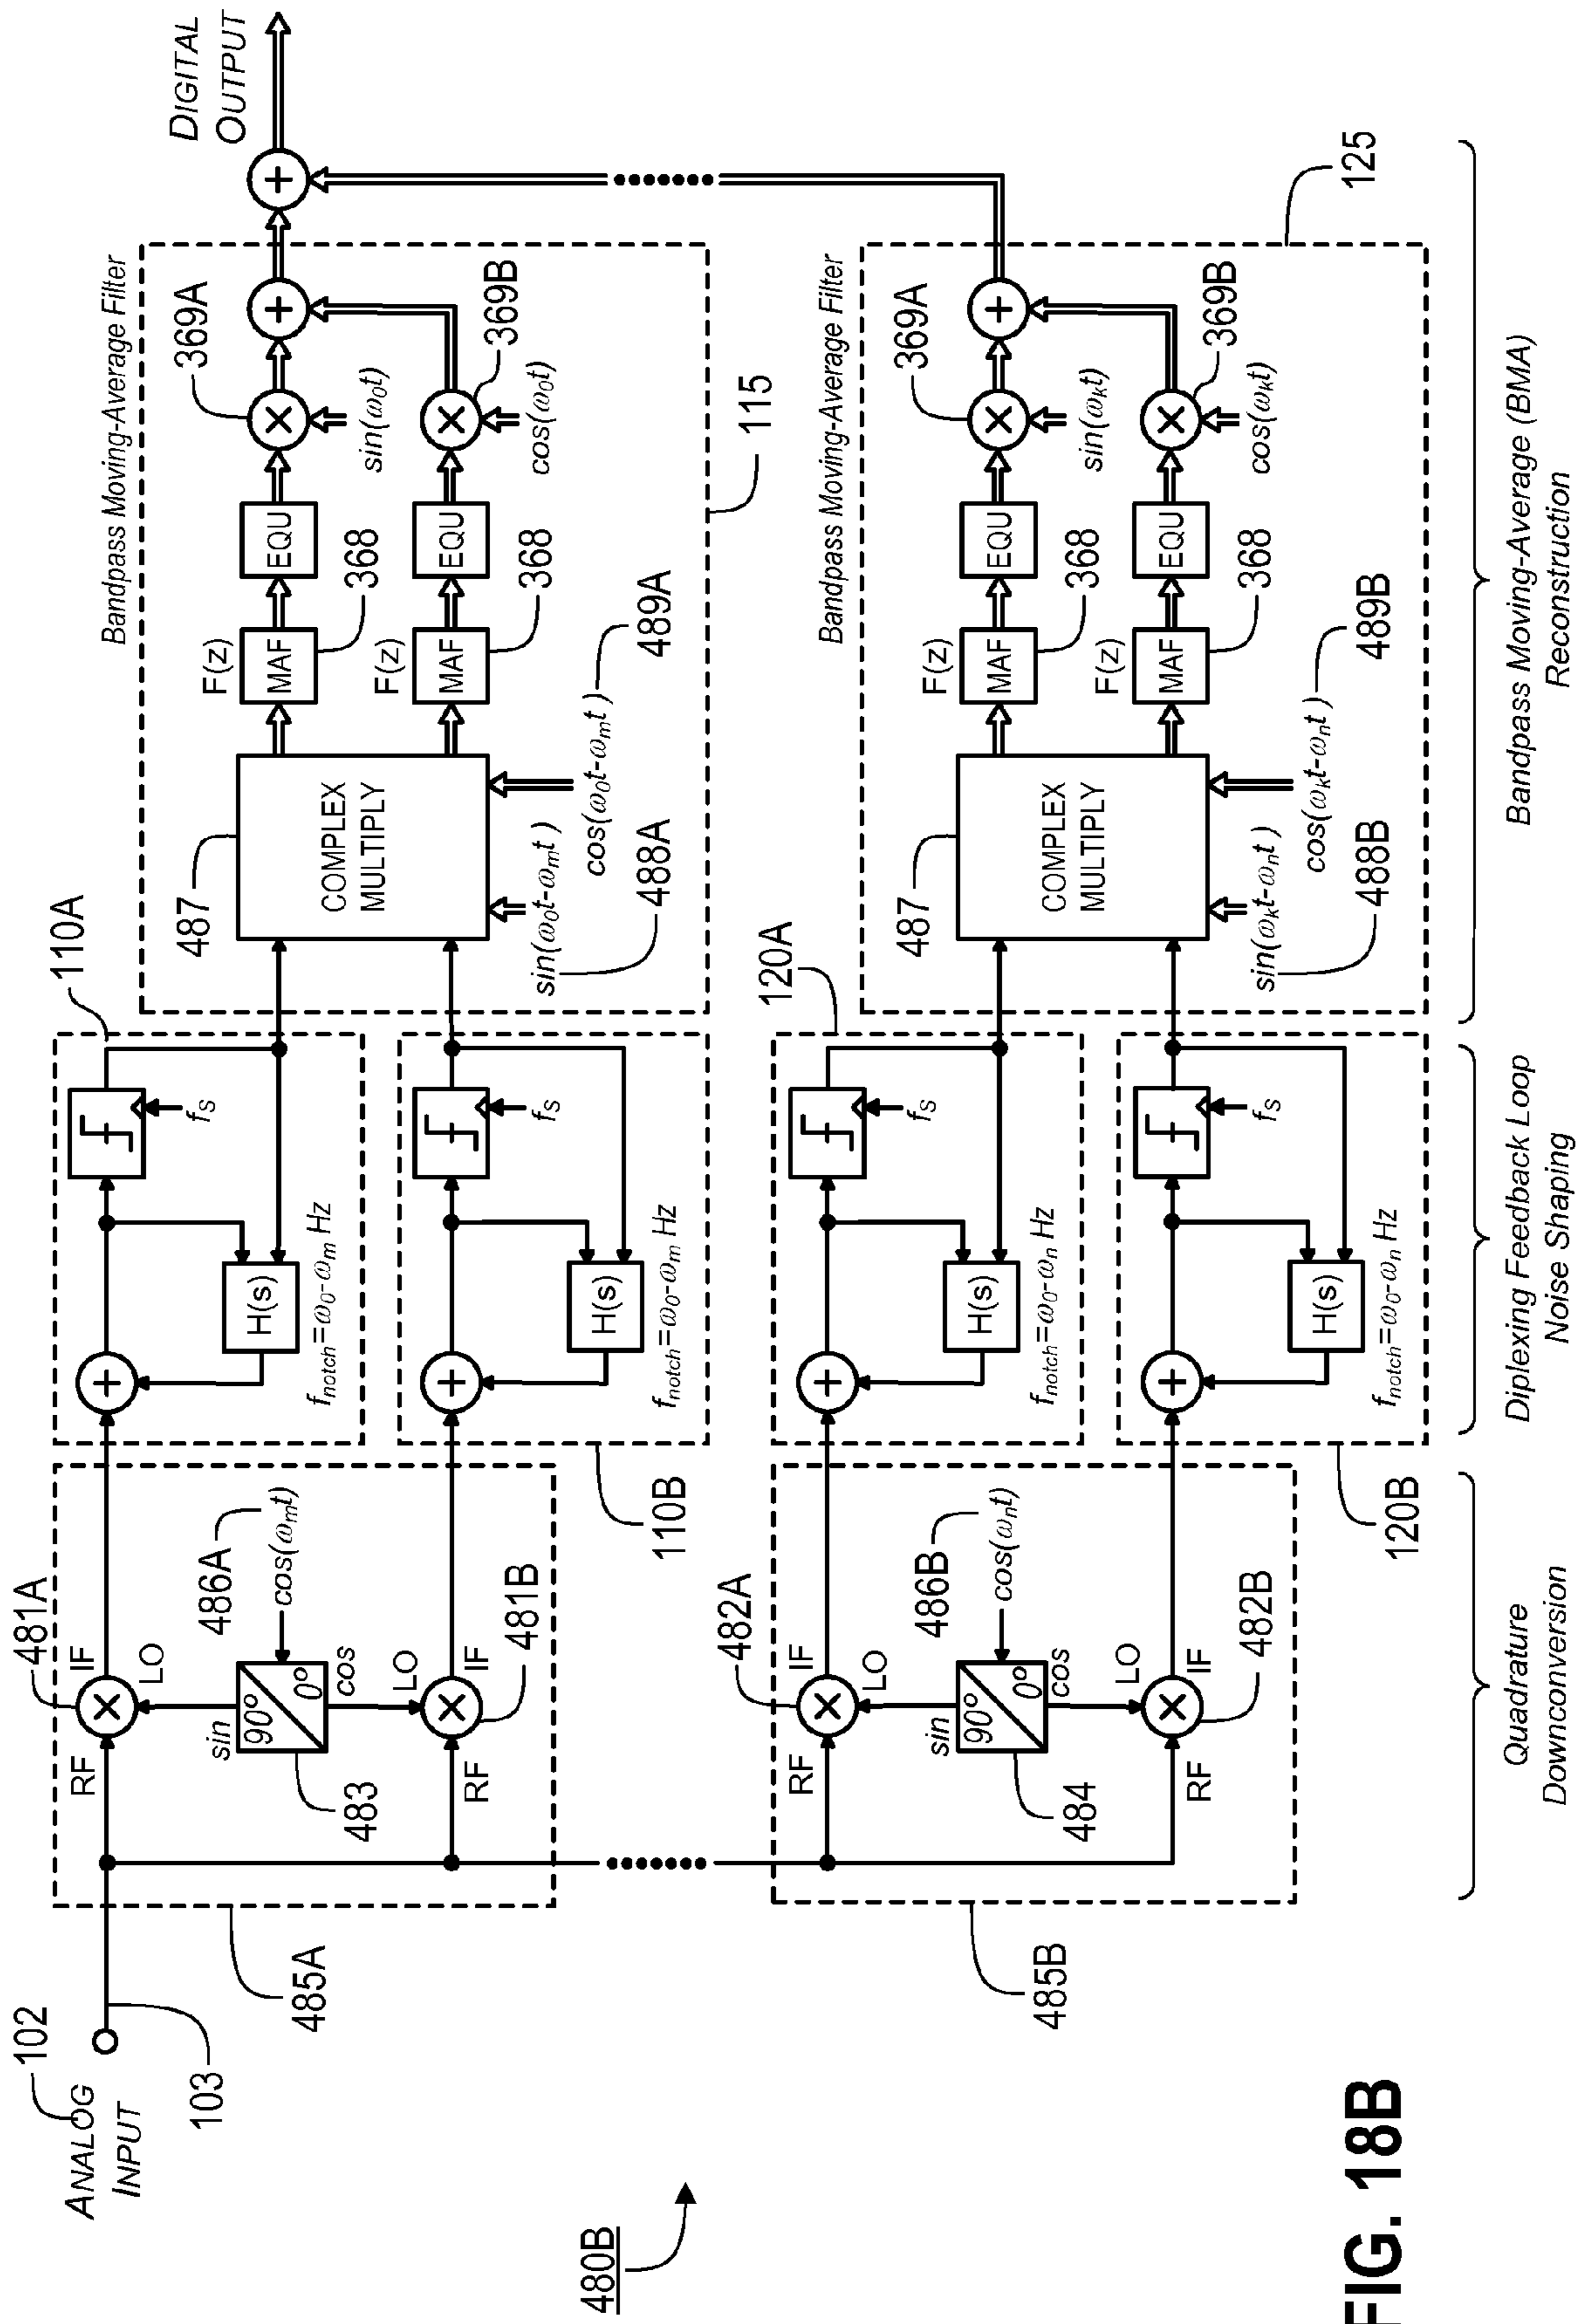 102
ANALOG
INPUT
103
485A
RF
481A
IF
LO
sin
90°
0°
cos
483
486A
cos(ωmt)
LO
RF
IF
481B
110A
fS
H(s)
fnotch=ω0-ωm Hz
fS
H(s)
fnotch=ω0-ωm Hz
110B
Bandpass Moving-Average Filter
487
COMPLEX
MULTIPLY
sin(ω0t-ωmt)
488A
cos(ω0t-ωmt)
489A
F(z)
MAF
368
EQU
369A
sin(ω0t)
F(z)
MAF
368
EQU
369B
cos(ω0t)
115
DIGITAL
OUTPUT
485B
RF
482A
IF
LO
sin
90°
0°
cos
484
486B
cos(ωnt)
LO
RF
IF
482B
120A
fS
H(s)
fnotch=ω0-ωn Hz
fS
H(s)
fnotch=ω0-ωn Hz
120B
Bandpass Moving-Average Filter
487
COMPLEX
MULTIPLY
sin(ωkt-ωnt)
488B
cos(ωkt-ωnt)
489B
F(z)
MAF
368
EQU
369A
sin(ωkt)
F(z)
MAF
368
EQU
369B
cos(ωkt)
125
Quadrature
Downconversion
Diplexing Feedback Loop
Noise Shaping
Bandpass Moving-Average (BMA)
Reconstruction
480B
FIG. 18B